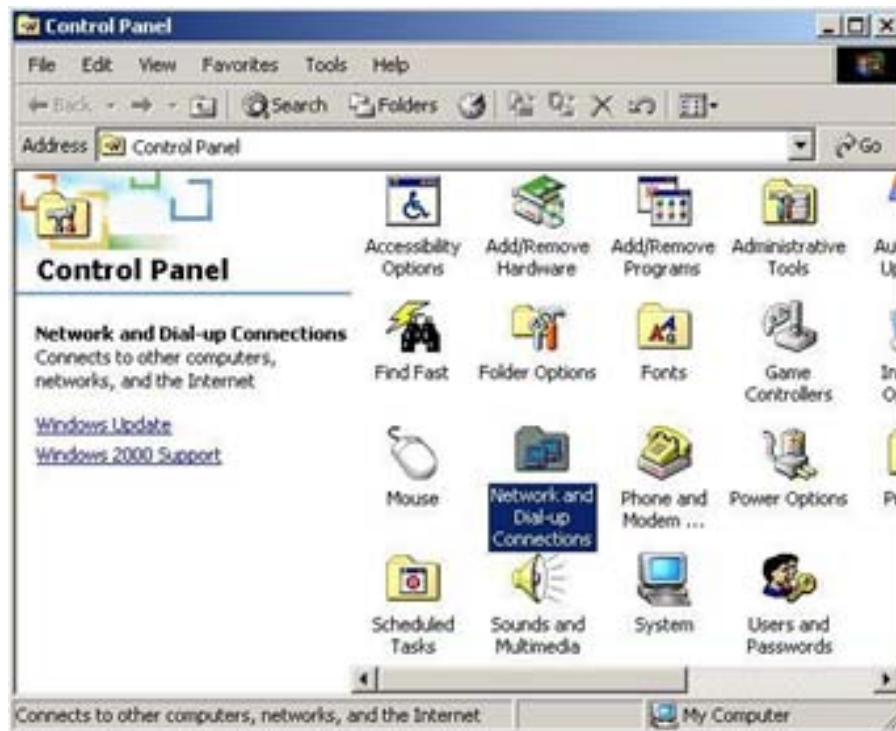 Control Panel
File Edit View Favorites Tools Help
Back Search Folders
Address Control Panel Go
Control Panel
Network and Dial-up Connections
Connects to other computers,
networks, and the Internet
Windows Update
Windows 2000 Support
Accessibility
Options
Add/Remove
Hardware
Add/Remove
Programs
Administrative
Tools
Find Fast
Folder Options
Fonts
Game
Controllers
Mouse
Network and
Dial-up
Connections
Phone and
Modem ...
Power Options
Scheduled
Tasks
Sounds and
Multimedia
System
Users and
Passwords
Connects to other computers, networks, and the Internet
My Computer